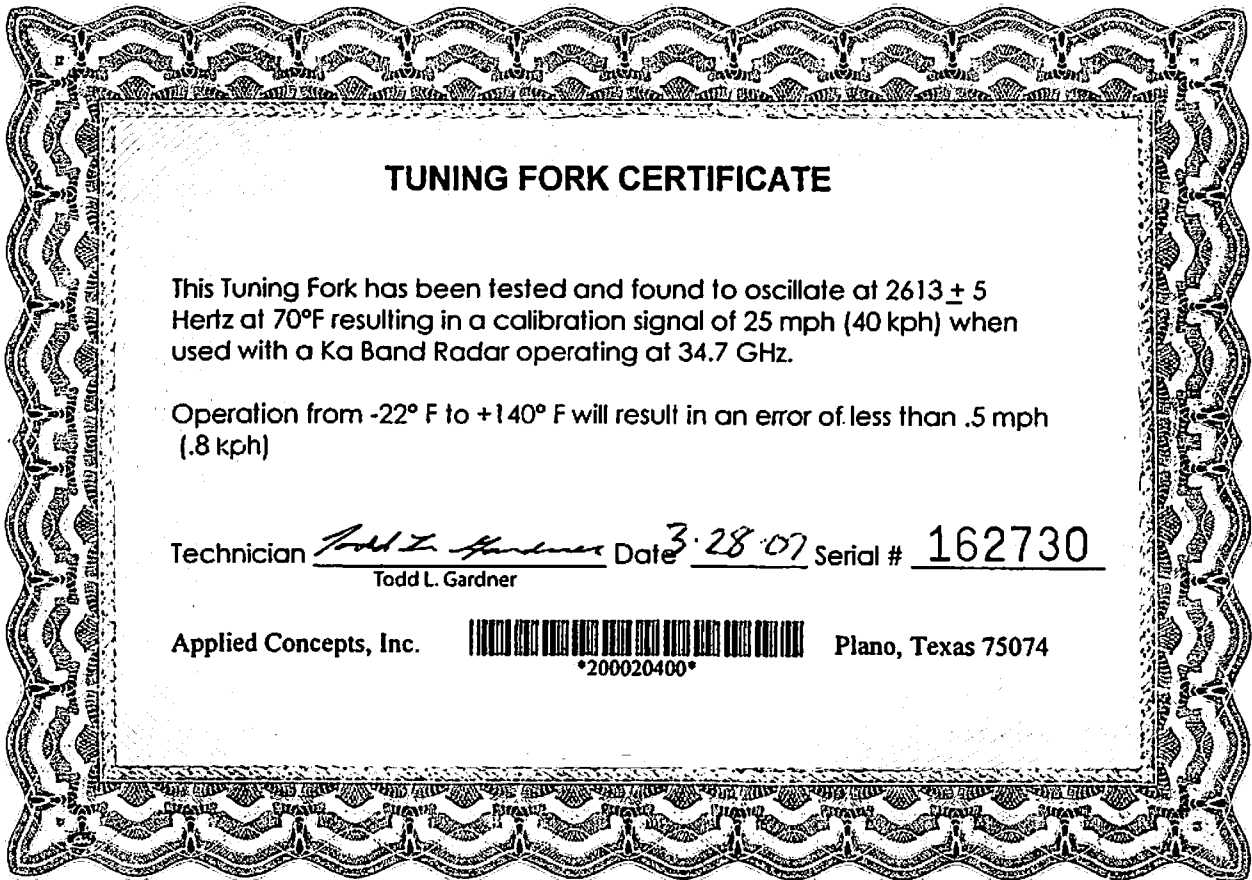 TUNING FORK CERTIFICATE
This Tuning Fork has been tested and found to oscillate at 2613 ± 5
Hertz at 70°F resulting in a calibration signal of 25 mph (40 kph) when
used with a Ka Band Radar operating at 34.7 GHz.
Operation from -22° F to +140° F will result in an error of less than .5 mph
(.8 kph)
Technician Todd L. Gardner Date 3·28·07 Serial # 162730
Todd L. Gardner
Applied Concepts, Inc. *200020400* Plano, Texas 75074